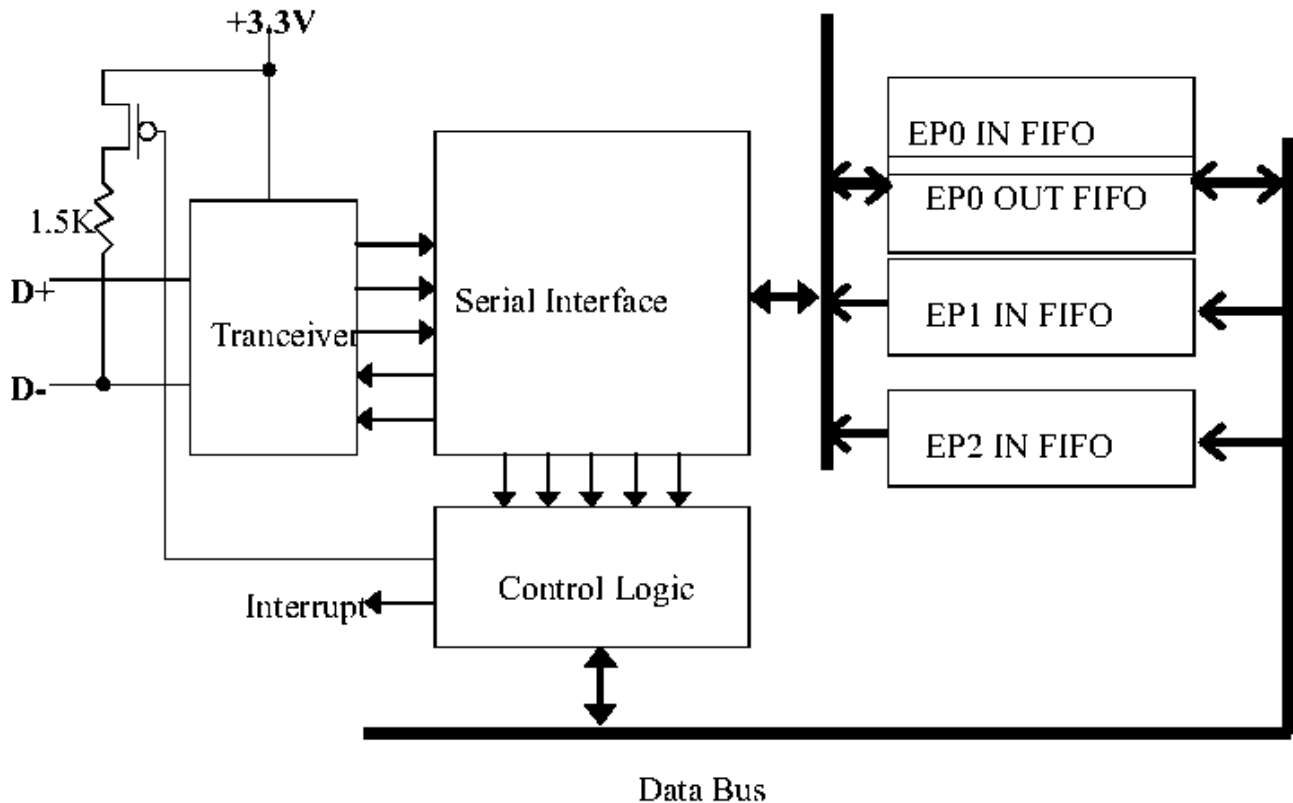 +3.3V
EP0 IN FIFO
EP0 OUT FIFO
1.5K
D+
Serial Interface
EP1 IN FIFO
Tranceiver
D-
EP2 IN FIFO
Control Logic
Interrupt
Data Bus